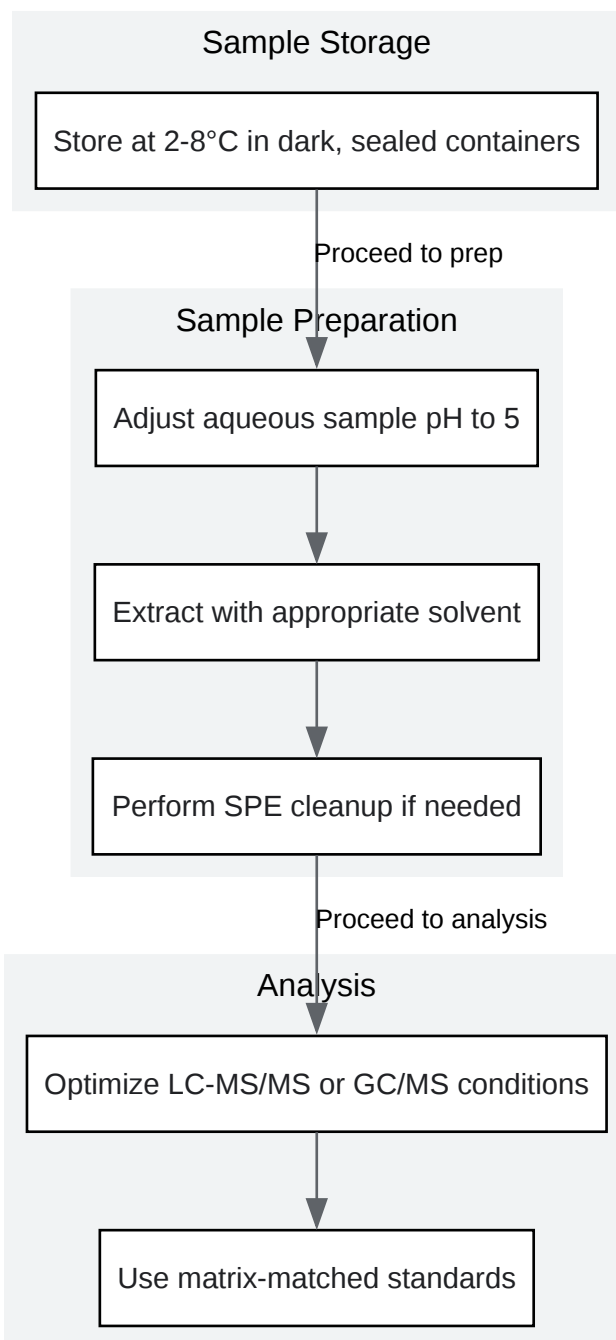 Sample Storage
Store at 2-8°C in dark, sealed containers
Proceed to prep
Sample Preparation
Adjust aqueous sample pH to 5
Extract with appropriate solvent
Perform SPE cleanup if needed
Proceed to analysis
Analysis
Optimize LC-MS/MS or GC/MS conditions
Use matrix-matched standards